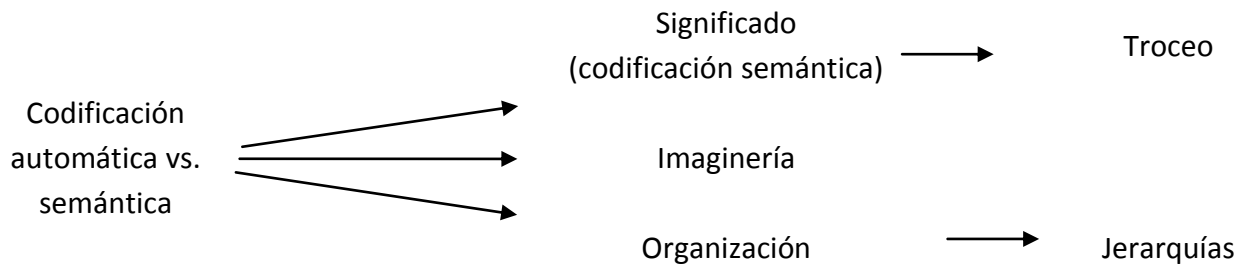 Significado
(codificación semántica)
Troceo
Codificación
automática vs.
semántica
Imaginería
Organización
Jerarquías